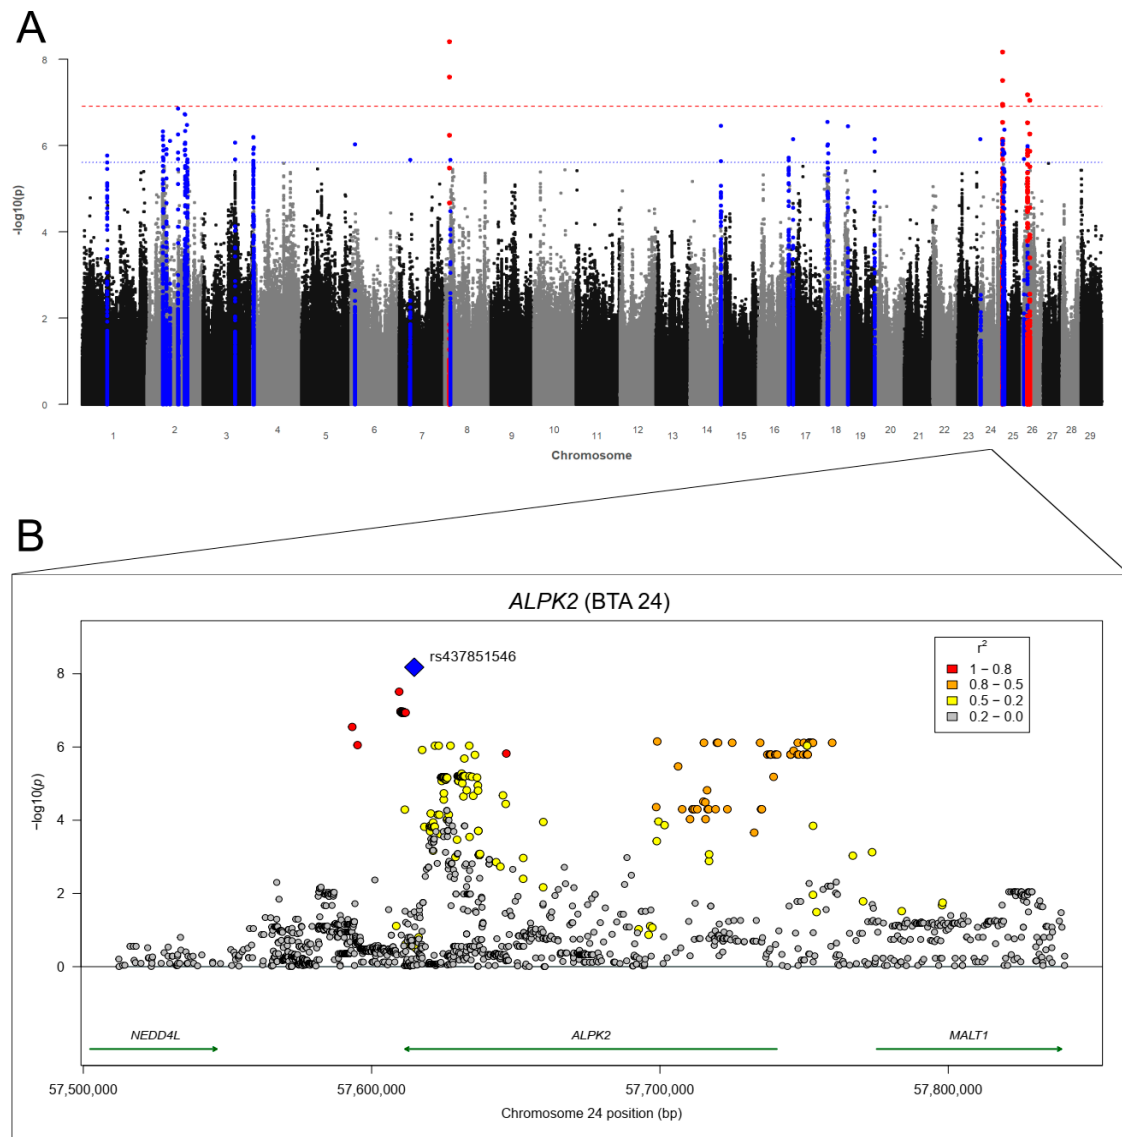 A
8
6
4
2
0
-log10(p)
1 2 3 4 5 6 7 8 9 10 11 12 13 14 15 16 17 18 19 20 21 22 23 24 25 26 27 28 29
Chromosome
B
ALPK2 (BTA 24)
rs437851546
r²
1 − 0.8
0.8 − 0.5
0.5 − 0.2
0.2 − 0.0
8
6
4
2
0
−log10(p)
NEDD4L ALPK2 MALT1
57,500,000 57,600,000 57,700,000 57,800,000
Chromosome 24 position (bp)